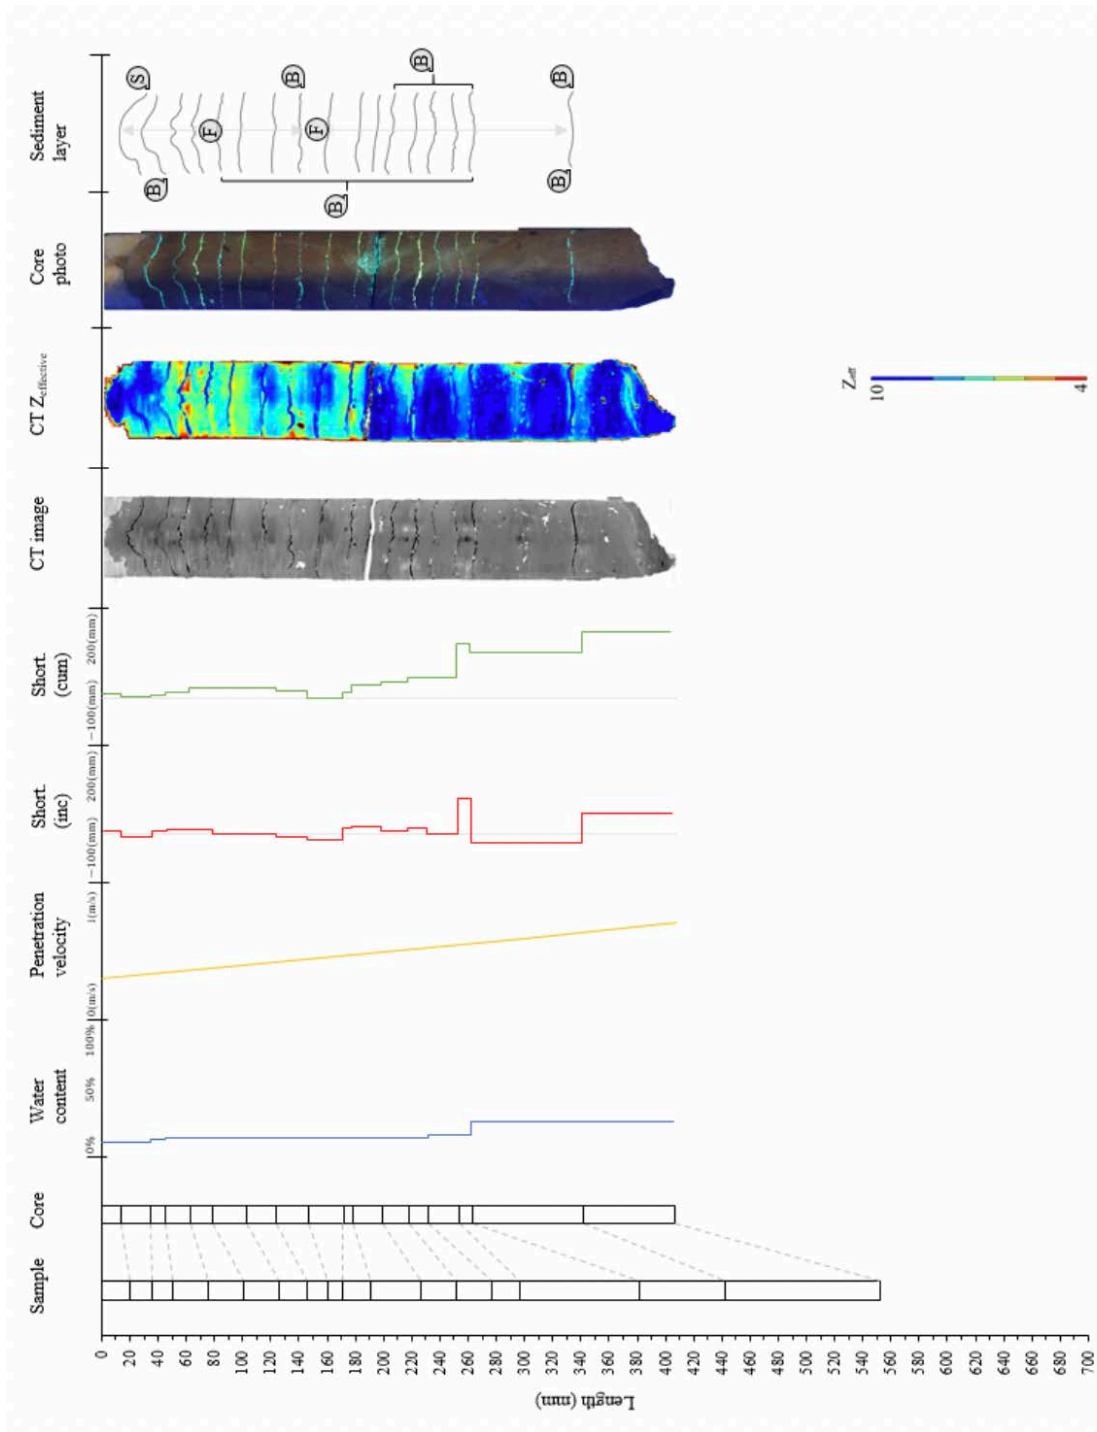 Sample
Core
Water
content
Penetration
velocity
Short.
(inc)
Short.
(cum)
CT image
CT Zeffective
Core
photo
Sediment
layer
0%
50%
100%
0(m/s)
1(m/s)
−100(mm)
200(mm)
−100(mm)
200(mm)
Length (mm)
0
20
40
60
80
100
120
140
160
180
200
220
240
260
280
300
320
340
360
380
400
420
440
460
480
500
520
540
560
580
600
620
640
660
680
700
S
B
F
B
F
B
B
B
B
Zeff
10
4